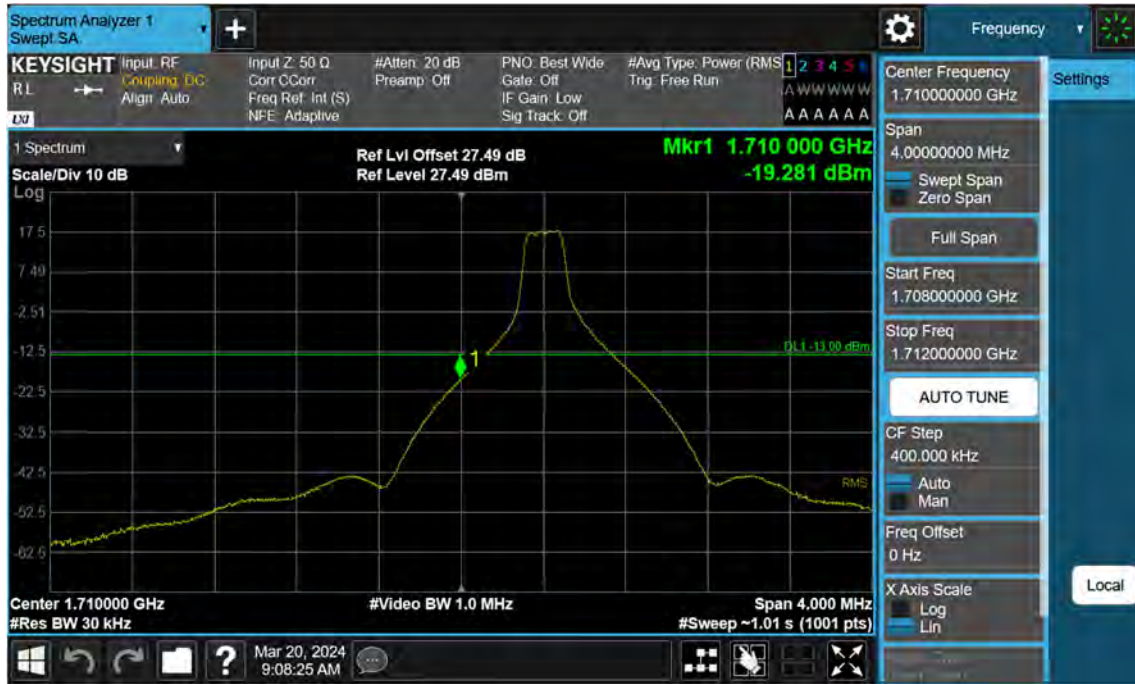 Spectrum Analyzer 1
Swept SA
+
Frequency
KEYSIGHT
RL
LXI
Input: RF
Coupling: DC
Align: Auto
Input Z: 50 Ω
Corr CCorr
Freq Ref: Int (S)
NFE: Adaptive
#Atten: 20 dB
Preamp: Off
PNO: Best Wide
Gate: Off
IF Gain: Low
Sig Track: Off
#Avg Type: Power (RMS
Trig: Free Run
1 2 3 4 5 6
A W W W W W
A A A A A A
1 Spectrum
Scale/Div 10 dB
Log
Ref Lvl Offset 27.49 dB
Ref Level 27.49 dBm
Mkr1 1.710 000 GHz
-19.281 dBm
17.5
7.49
-2.51
-12.5
-22.5
-32.5
-42.5
-52.5
-62.5
1
DL1 -13.00 dBm
RMS
Center 1.710000 GHz
#Video BW 1.0 MHz
Span 4.000 MHz
#Res BW 30 kHz
#Sweep ~1.01 s (1001 pts)
?
Mar 20, 2024
9:08:25 AM
Center Frequency
1.710000000 GHz
Settings
Span
4.00000000 MHz
Swept Span
Zero Span
Full Span
Start Freq
1.708000000 GHz
Stop Freq
1.712000000 GHz
AUTO TUNE
CF Step
400.000 kHz
Auto
Man
Freq Offset
0 Hz
X Axis Scale
Log
Lin
Local